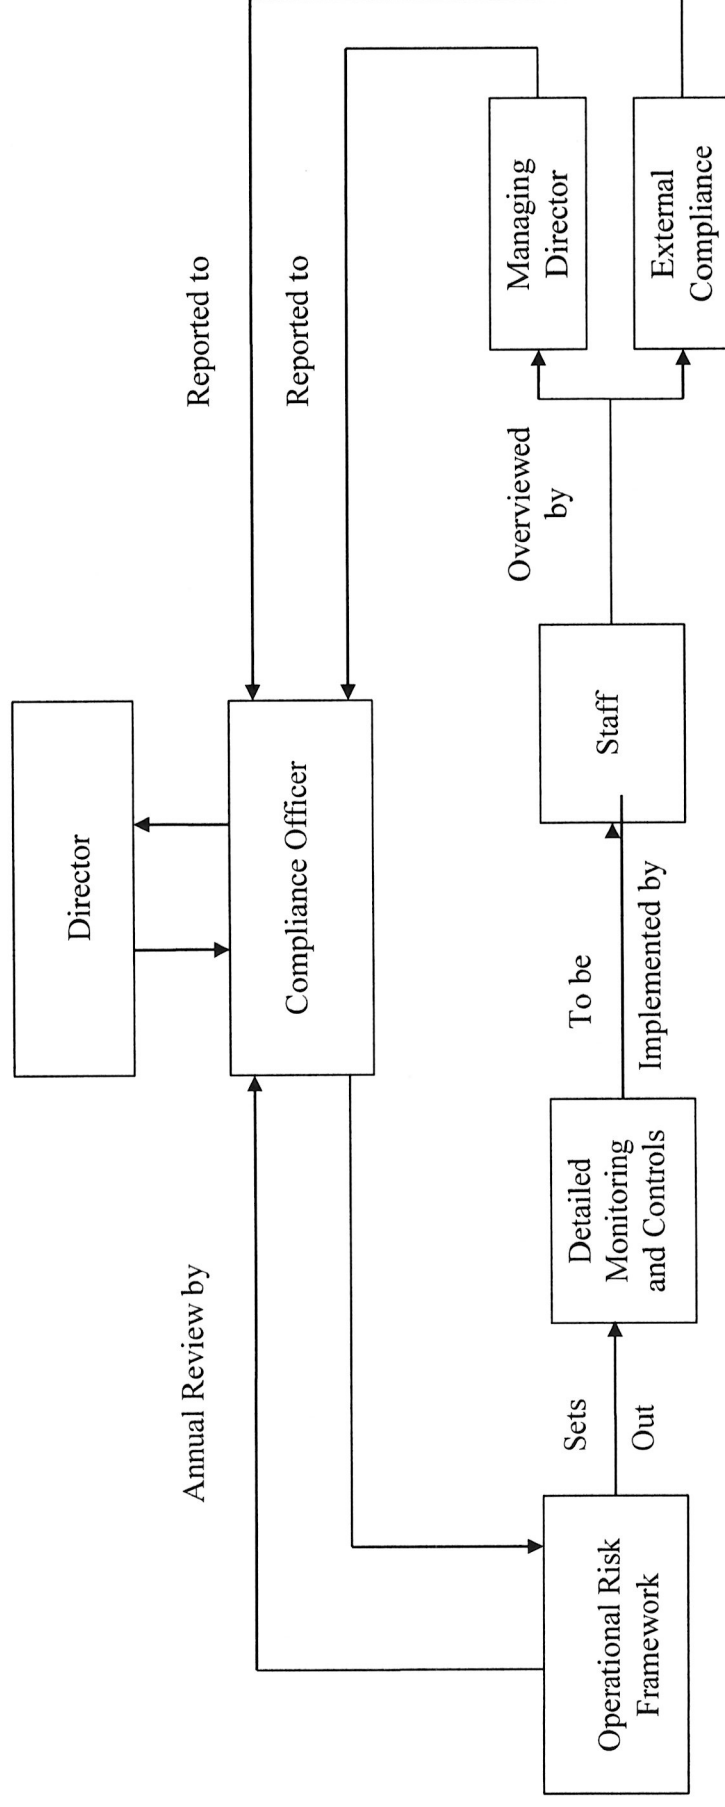 Director
Compliance Officer
Annual Review by
Reported to
Reported to
Operational Risk
Framework
Sets
Out
Detailed
Monitoring
and Controls
To be
Implemented by
Staff
Overviewed
by
Managing
Director
External
Compliance